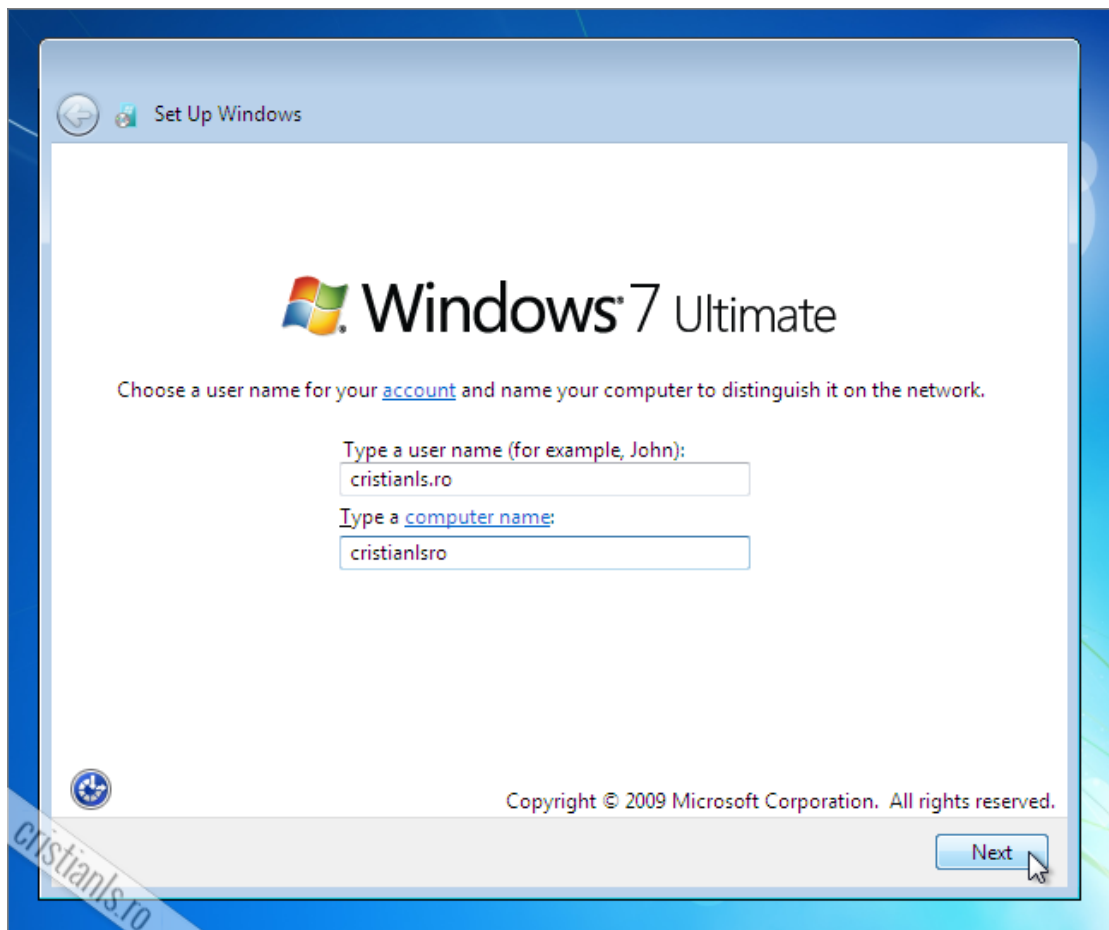 Set Up Windows
Windows 7 Ultimate
Choose a user name for your account and name your computer to distinguish it on the network.
Type a user name (for example, John):
cristianls.ro
Type a computer name:
cristianlsro
Copyright © 2009 Microsoft Corporation. All rights reserved.
Next
cristianls.ro